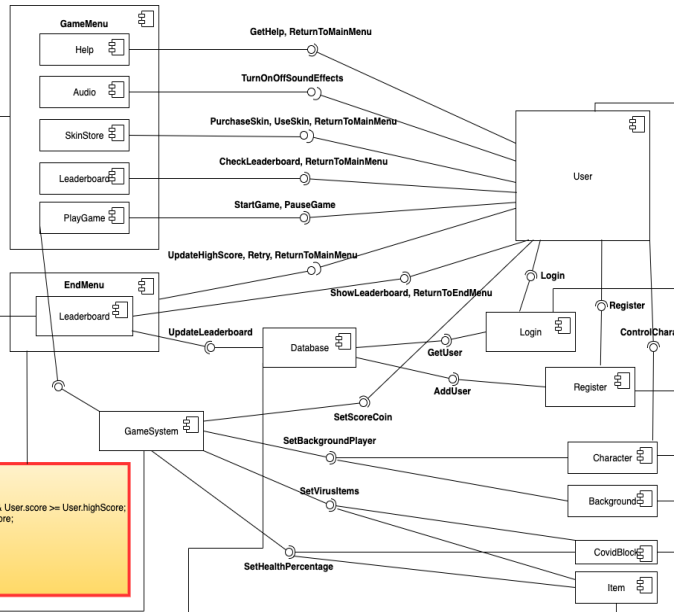 GameMenu
Help
GetHelp, ReturnToMainMenu
Audio
TurnOnOffSoundEffects
SkinStore
PurchaseSkin, UseSkin, ReturnToMainMenu
User
Leaderboard
CheckLeaderboard, ReturnToMainMenu
PlayGame
StartGame, PauseGame
UpdateHighScore, Retry, ReturnToMainMenu
Login
EndMenu
ShowLeaderboard, ReturnToEndMenu
Register
Leaderboard
UpdateLeaderboard
Login
ControlChara
Database
GetUser
Register
AddUser
SetScoreCoin
GameSystem
SetBackgroundPlayer
Character
SetVirusItems
Background
User.score >= User.highScore;
ore;
CovidBlock
SetHealthPercentage
Item